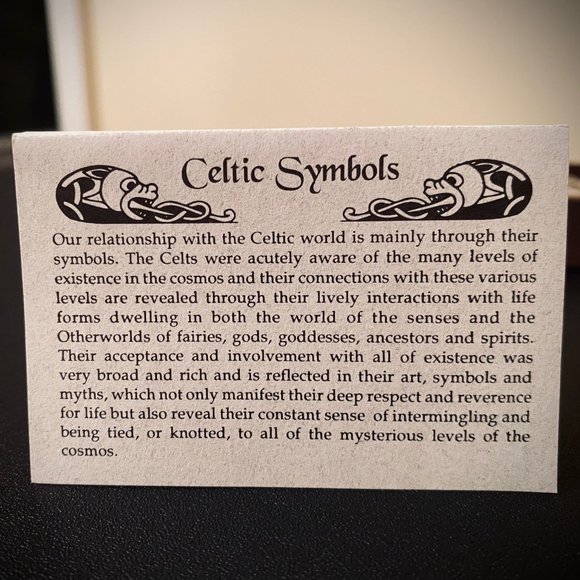 Celtic Symbols
Our relationship with the Celtic world is mainly through their
symbols. The Celts were acutely aware of the many levels of
existence in the cosmos and their connections with these various
levels are revealed through their lively interactions with life
forms dwelling in both the world of the senses and the
Otherworlds of fairies, gods, goddesses, ancestors and spirits.
Their acceptance and involvement with all of existence was
very broad and rich and is reflected in their art, symbols and
myths, which not only manifest their deep respect and reverence
for life but also reveal their constant sense of intermingling and
being tied, or knotted, to all of the mysterious levels of the
cosmos.